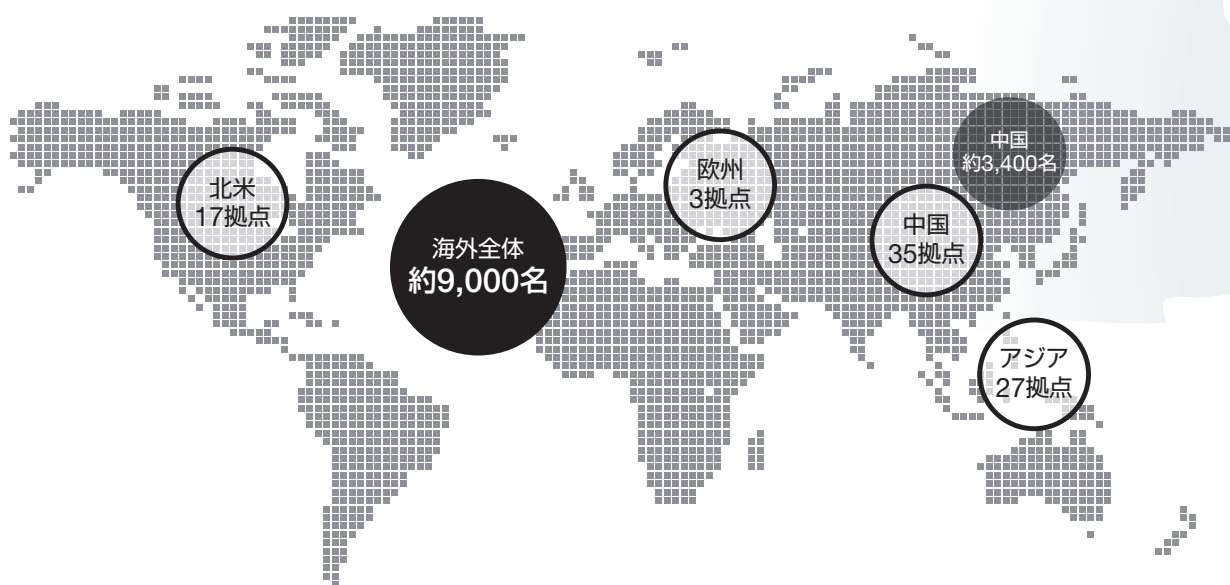 北米
17拠点
海外全体
約9,000名
欧州
3拠点
中国
約3,400名
中国
35拠点
アジア
27拠点